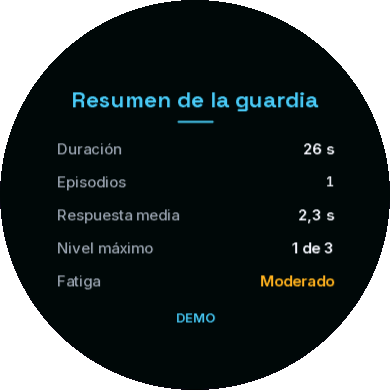 Resumen de la guardia
Duración 26 s
Episodios 1
Respuesta media 2,3 s
Nivel máximo 1 de 3
Fatiga Moderado
DEMO